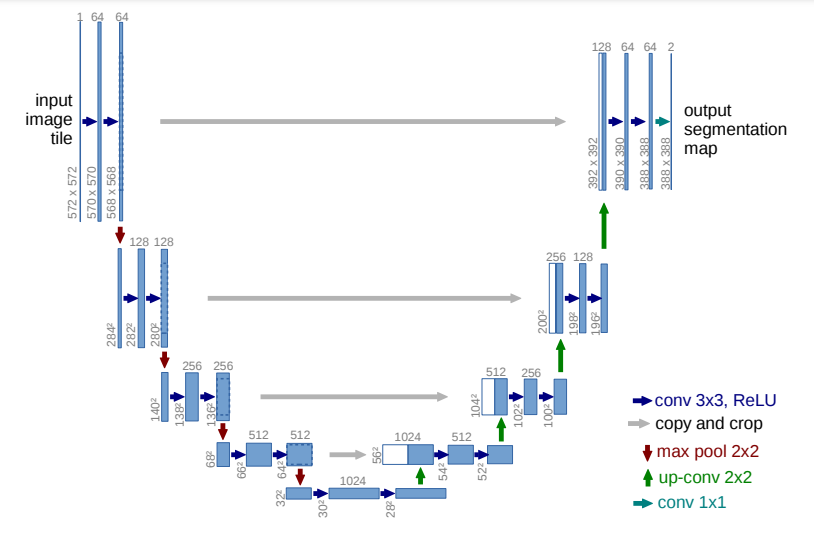 1 64 64
input
image
tile
572 x 572
570 x 570
568 x 568
128 64 64 2
output
segmentation
map
392 x 392
390 x 390
388 x 388
388 x 388
128 128
284²
282²
280²
256 128
200²
198²
196²
256 256
140²
138²
136²
512 256
104²
102²
100²
512 512
68²
66²
64²
1024 512
56²
54²
52²
1024
32²
30²
28²
conv 3x3, ReLU
copy and crop
max pool 2x2
up-conv 2x2
conv 1x1